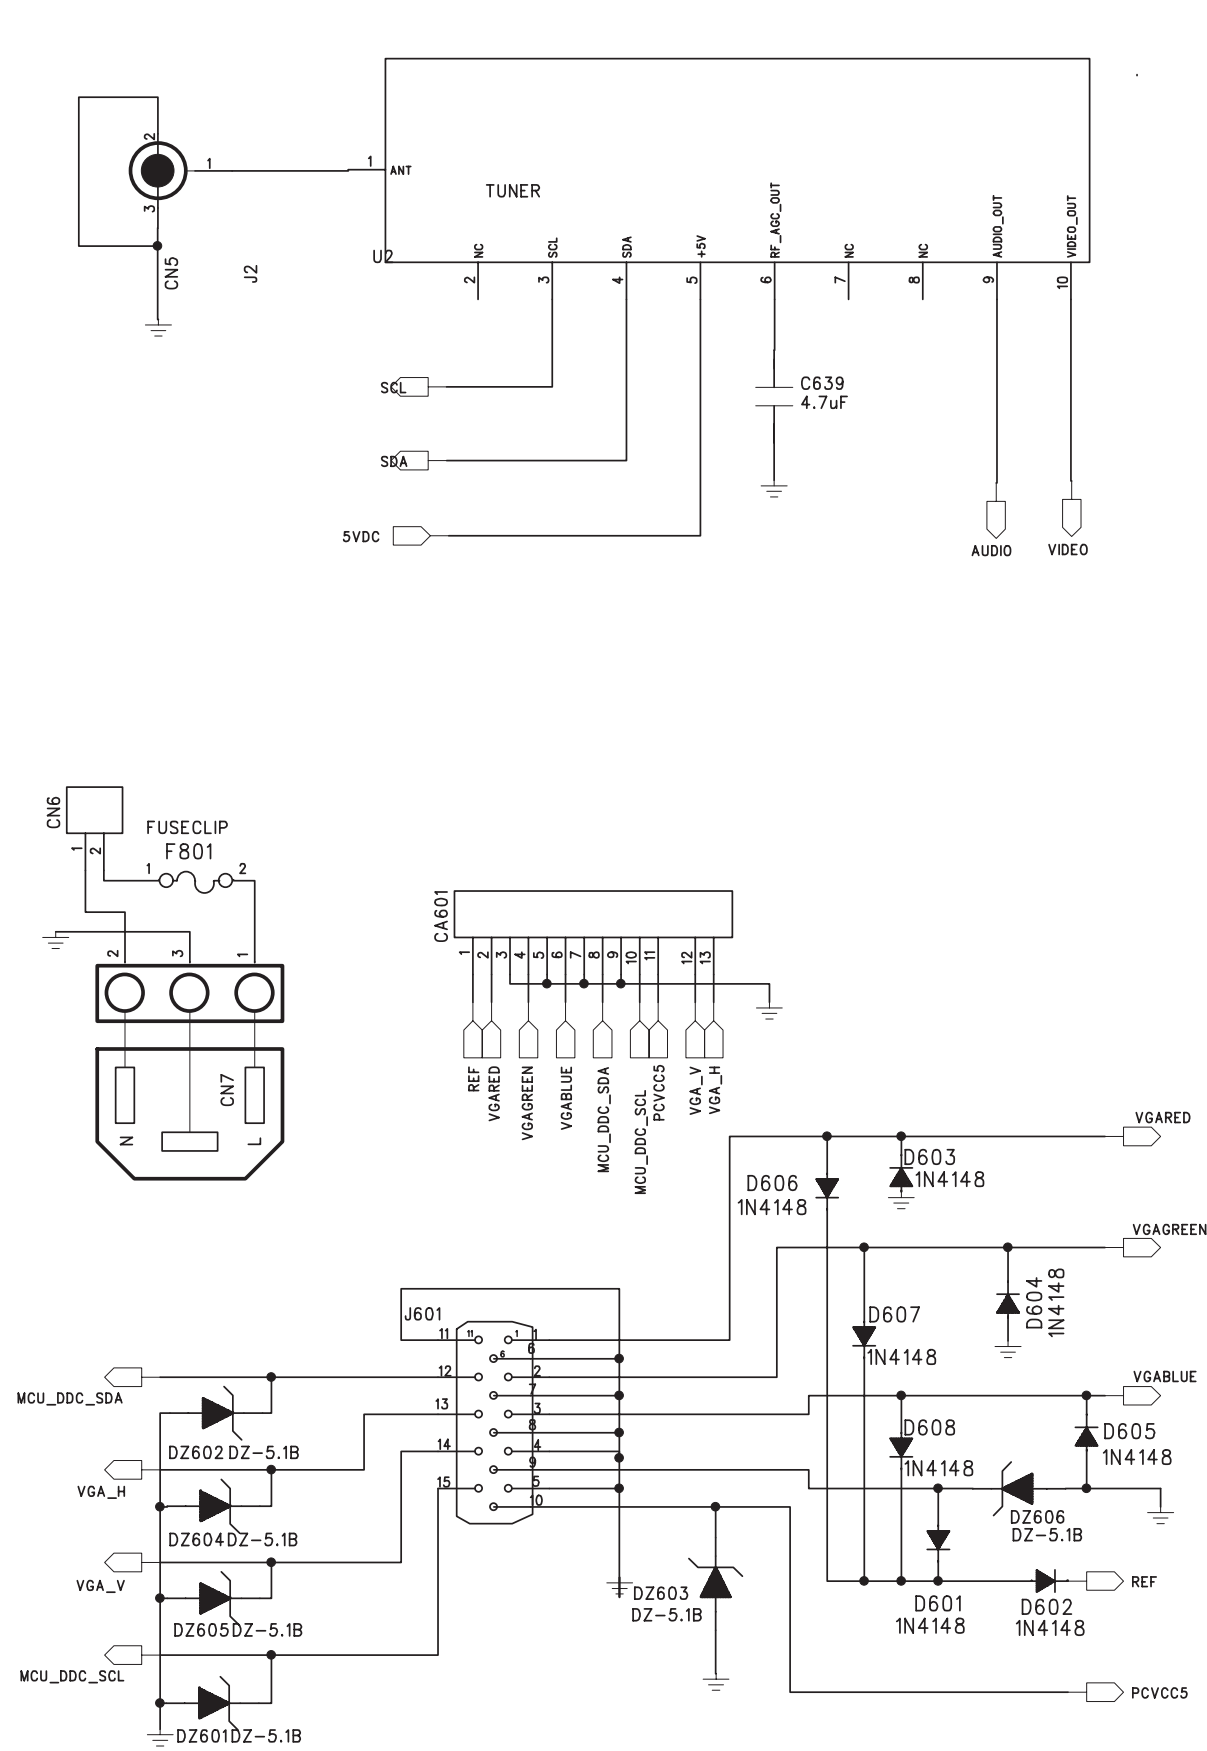 2
1
1
ANT
TUNER
3
CN5
J2
U2
NC
SCL
SDA
+5V
RF_AGC_OUT
NC
NC
AUDIO_OUT
VIDEO_OUT
2
3
4
5
6
7
8
9
10
SCL
C639
4.7uF
SDA
5VDC
AUDIO
VIDEO
CN6
1
2
FUSECLIP
F801
1
2
2
3
1
CN7
N
L
CA601
1
2
3
4
5
6
7
8
9
10
11
12
13
REF
VGARED
VGAGREEN
VGABLUE
MCU_DDC_SDA
MCU_DDC_SCL
PCVCC5
VGA_V
VGA_H
VGARED
D603
1N4148
D606
1N4148
VGAGREEN
D604
1N4148
D607
1N4148
J601
11
11
1
1
6
6
12
2
7
13
3
8
14
4
9
15
5
10
MCU_DDC_SDA
DZ602 DZ-5.1B
VGA_H
DZ604 DZ-5.1B
VGA_V
DZ605 DZ-5.1B
MCU_DDC_SCL
DZ601 DZ-5.1B
VGABLUE
D608
1N4148
D605
1N4148
DZ606
DZ-5.1B
DZ603
DZ-5.1B
REF
D601
1N4148
D602
1N4148
PCVCC5